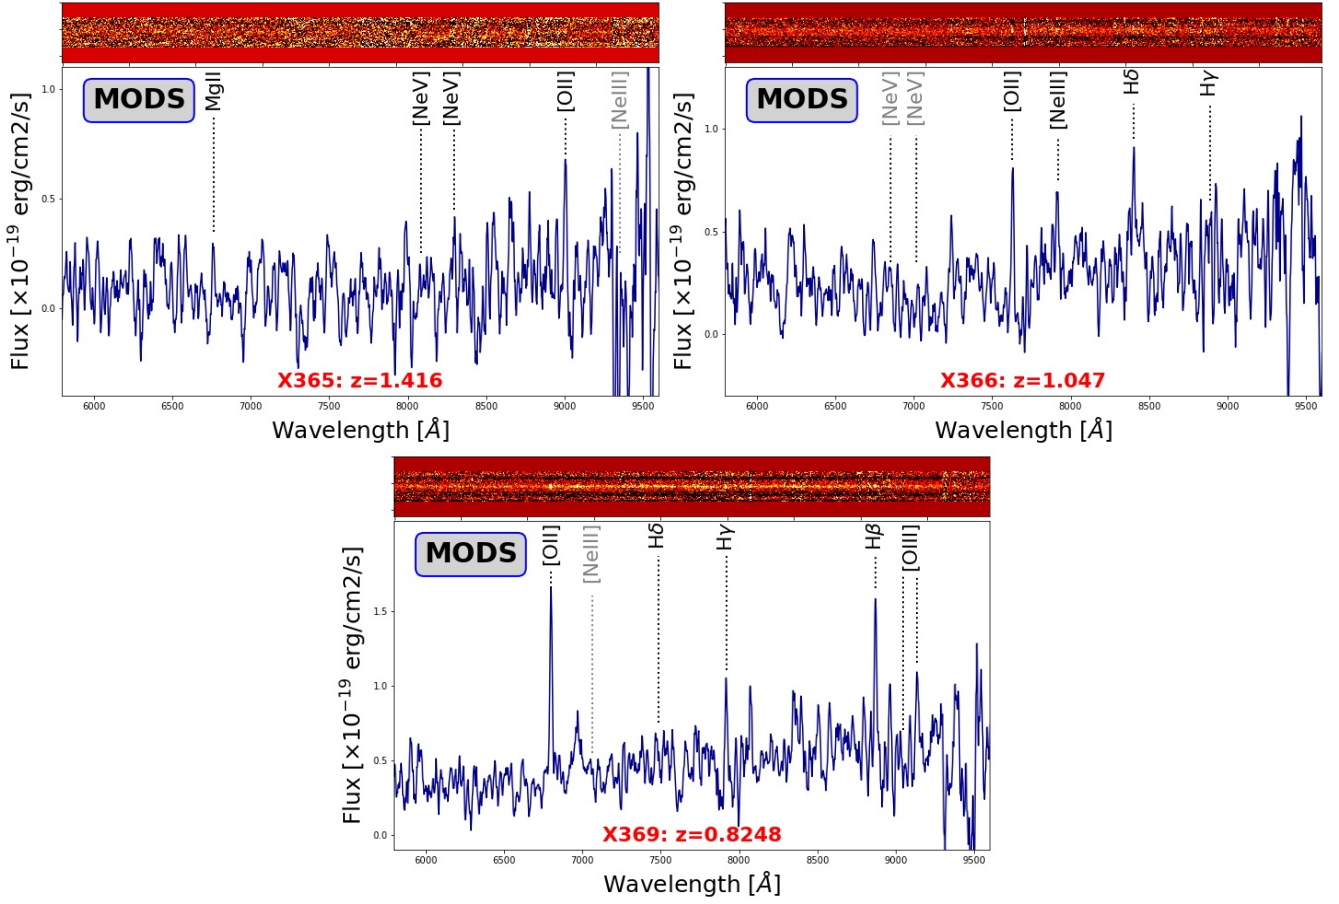 MODS
MgII
[NeV]
[NeV]
[OII]
[NeIII]
1.0
0.5
0.0
Flux [×10⁻¹⁹ erg/cm2/s]
X365: z=1.416
6000 6500 7000 7500 8000 8500 9000 9500
Wavelength [Å]
MODS
[NeV]
[NeV]
[OII]
[NeIII]
Hδ
Hγ
1.0
0.5
0.0
Flux [×10⁻¹⁹ erg/cm2/s]
X366: z=1.047
6000 6500 7000 7500 8000 8500 9000 9500
Wavelength [Å]
MODS
[OII]
[NeIII]
Hδ
Hγ
Hβ
[OIII]
1.5
1.0
0.5
0.0
Flux [×10⁻¹⁹ erg/cm2/s]
X369: z=0.8248
6000 6500 7000 7500 8000 8500 9000 9500
Wavelength [Å]